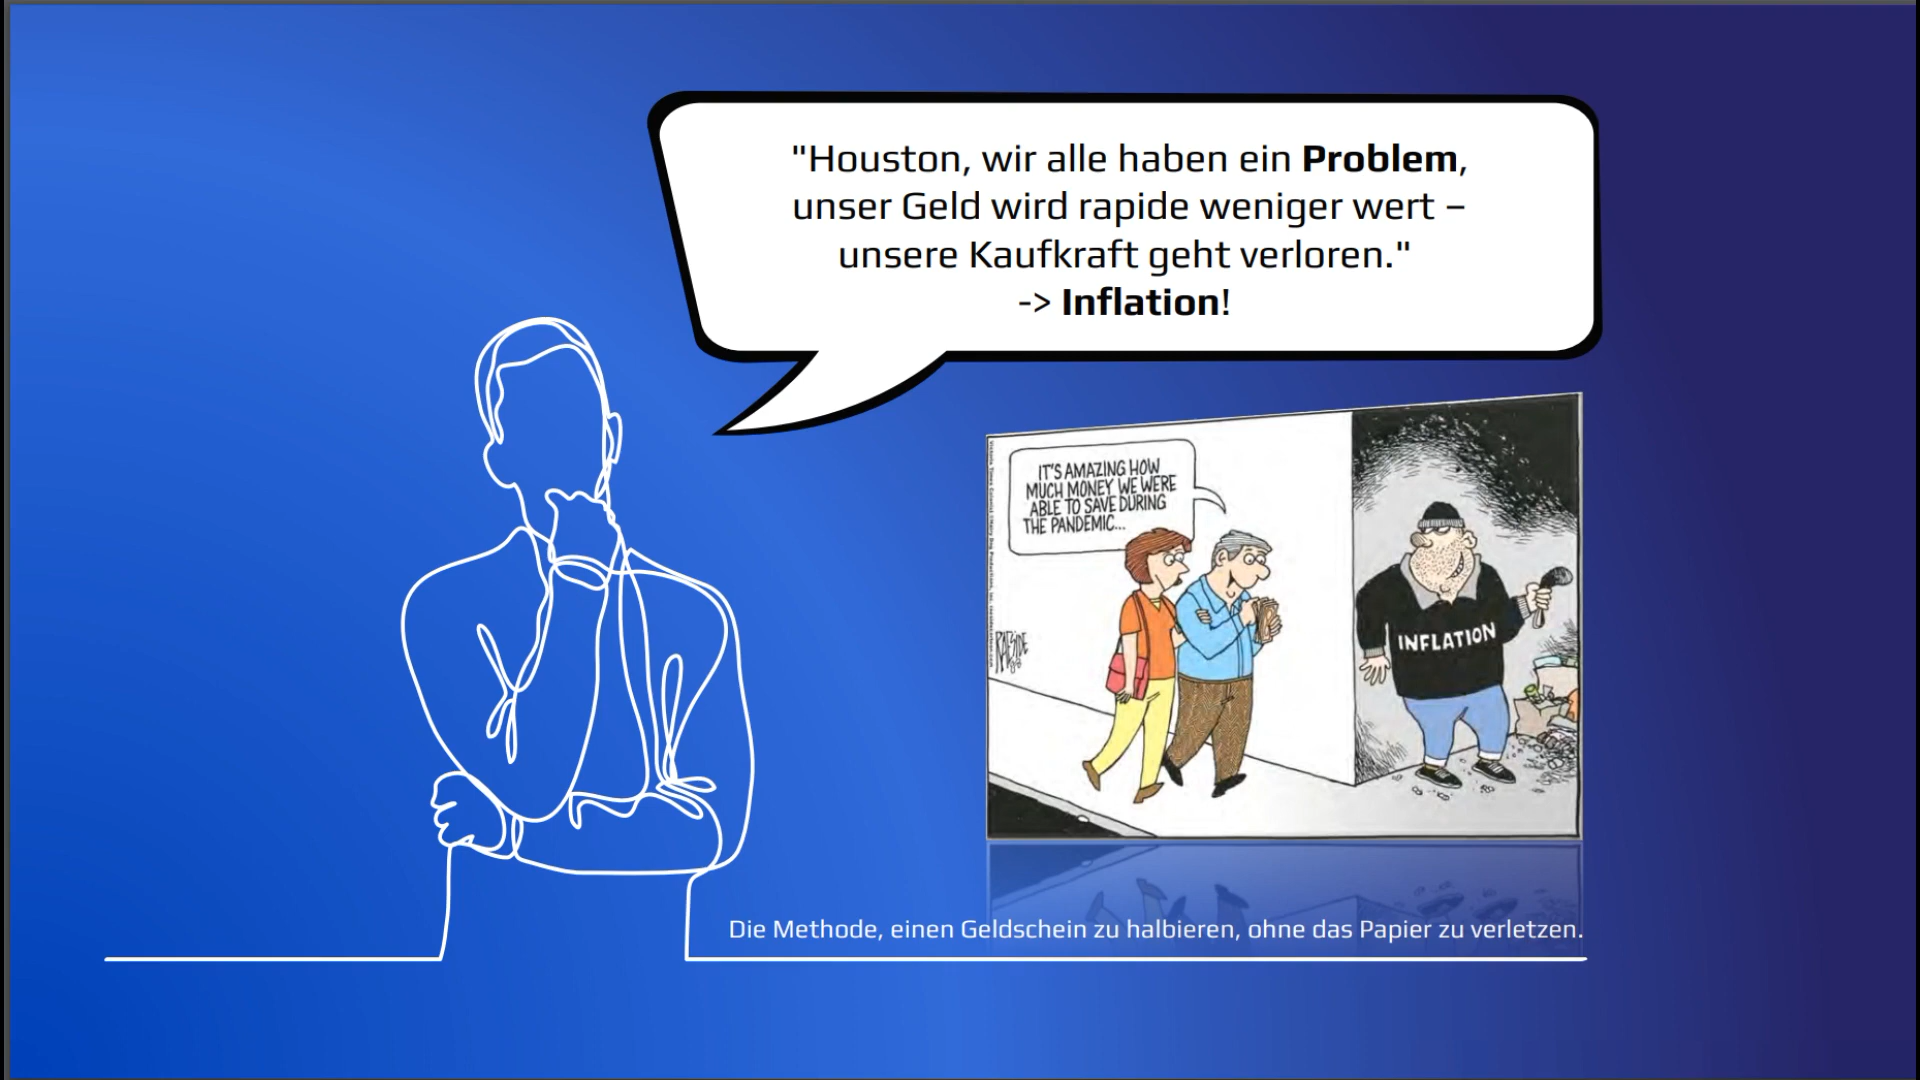 "Houston, wir alle haben ein Problem,
unser Geld wird rapide weniger wert –
unsere Kaufkraft geht verloren."
-> Inflation!
IT'S AMAZING HOW
MUCH MONEY WE WERE
ABLE TO SAVE DURING
THE PANDEMIC...
INFLATION
Die Methode, einen Geldschein zu halbieren, ohne das Papier zu verletzen.